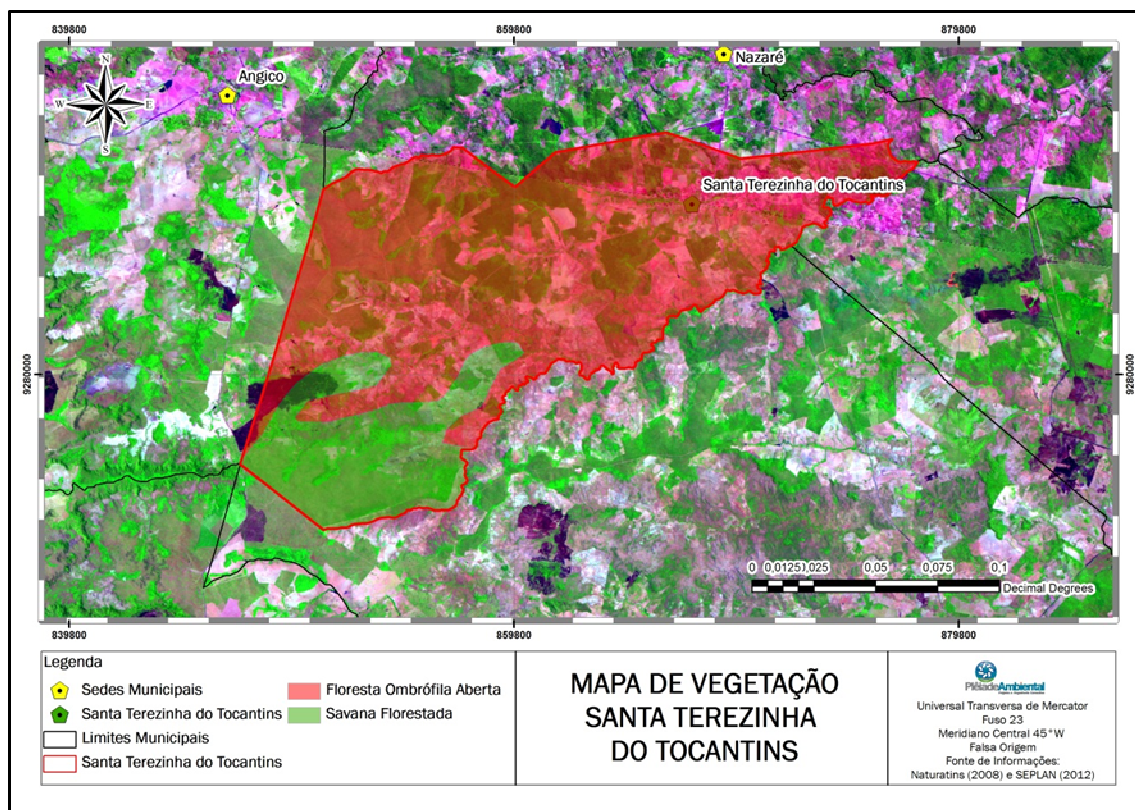 839800
859800
879800
N
W
E
S
Angico
Nazaré
Santa Terezinha do Tocantins
9280000
9280000
0 0,0125 0,025 0,05 0,075 0,1
Decimal Degrees
839800
859800
879800
Legenda
Sedes Municipais
Santa Terezinha do Tocantins
Limites Municipais
Santa Terezinha do Tocantins
Floresta Ombrófila Aberta
Savana Florestada
MAPA DE VEGETAÇÃO
SANTA TEREZINHA
DO TOCANTINS
PlêiadeAmbiental
Universal Transversa de Mercator
Fuso 23
Meridiano Central 45°W
Falsa Origem
Fonte de Informações:
Naturatins (2008) e SEPLAN (2012)